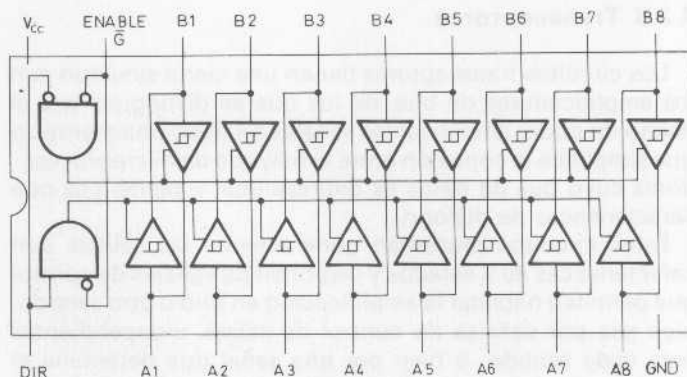 Vcc ENABLE B1 B2 B3 B4 B5 B6 B7 B8
G̅
DIR A1 A2 A3 A4 A5 A6 A7 A8 GND